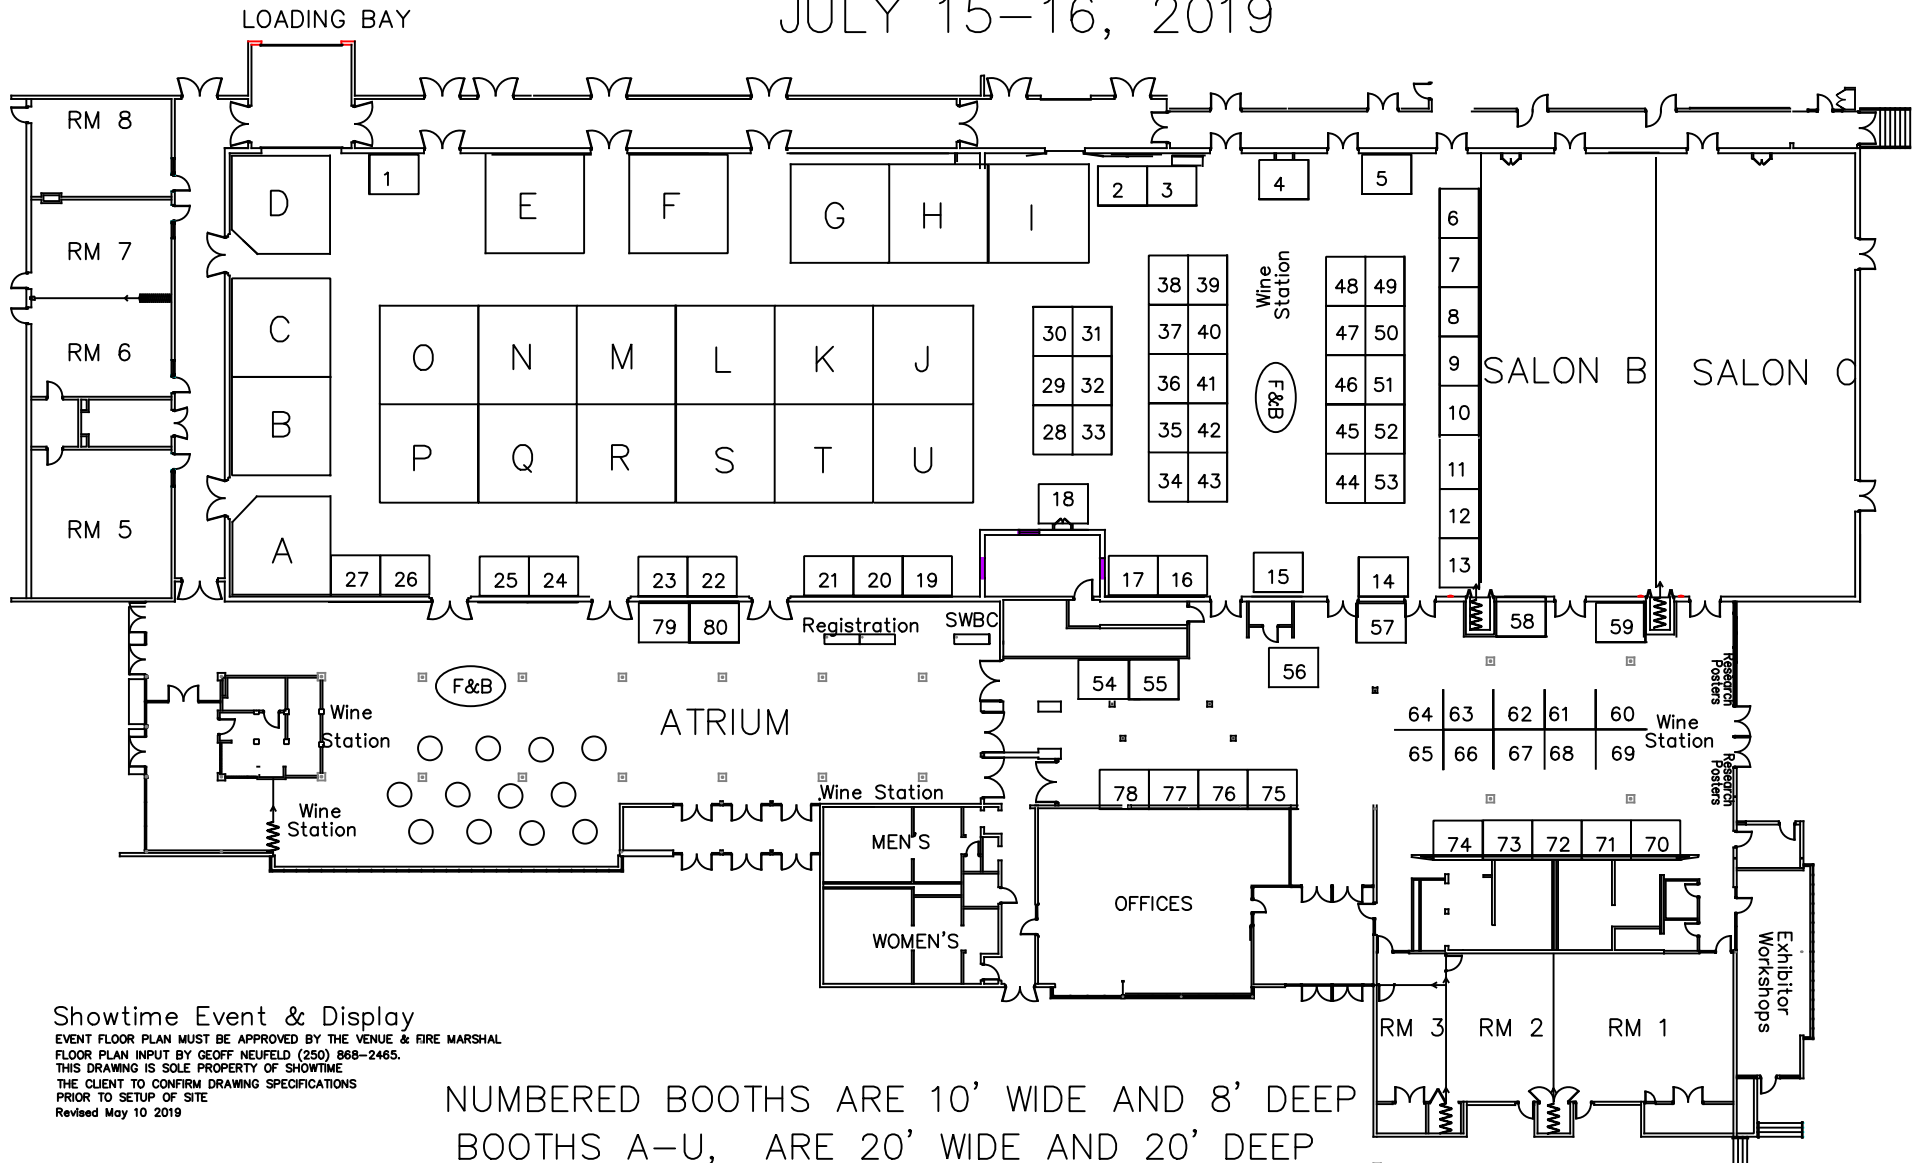 JULY 15-16, 2019
LOADING BAY
RM 8
RM 7
RM 6
RM 5
D
1
E
F
G
H
I
2
3
4
5
6
7
8
9
10
11
12
13
C
B
A
O
N
M
L
K
J
P
Q
R
S
T
U
30
31
29
32
28
33
38
39
37
40
36
41
35
42
34
43
Wine
Station
F&B
48
49
47
50
46
51
45
52
44
53
SALON B
SALON C
18
27
26
25
24
23
22
21
20
19
17
16
15
14
79
80
Registration
SWBC
57
58
59
56
54
55
F&B
ATRIUM
Wine
Station
Wine
Station
Wine Station
64
63
62
61
60
65
66
67
68
69
Wine
Station
Research
Posters
Research
Posters
78
77
76
75
74
73
72
71
70
MEN'S
WOMEN'S
OFFICES
RM 3
RM 2
RM 1
Exhibitor
Workshops
Showtime Event & Display
EVENT FLOOR PLAN MUST BE APPROVED BY THE VENUE & FIRE MARSHAL
FLOOR PLAN INPUT BY GEOFF NEUFELD (250) 868-2465.
THIS DRAWING IS SOLE PROPERTY OF SHOWTIME
THE CLIENT TO CONFIRM DRAWING SPECIFICATIONS
PRIOR TO SETUP OF SITE
Revised May 10 2019
NUMBERED BOOTHS ARE 10' WIDE AND 8' DEEP
BOOTHS A-U, ARE 20' WIDE AND 20' DEEP